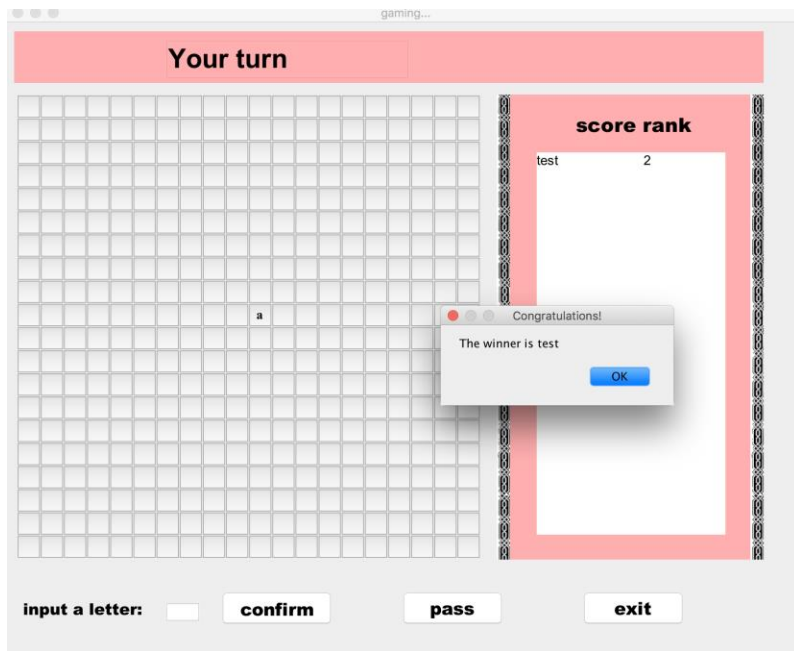 gaming...
Your turn
score rank
test 2
a
Congratulations!
The winner is test
OK
input a letter:
confirm
pass
exit